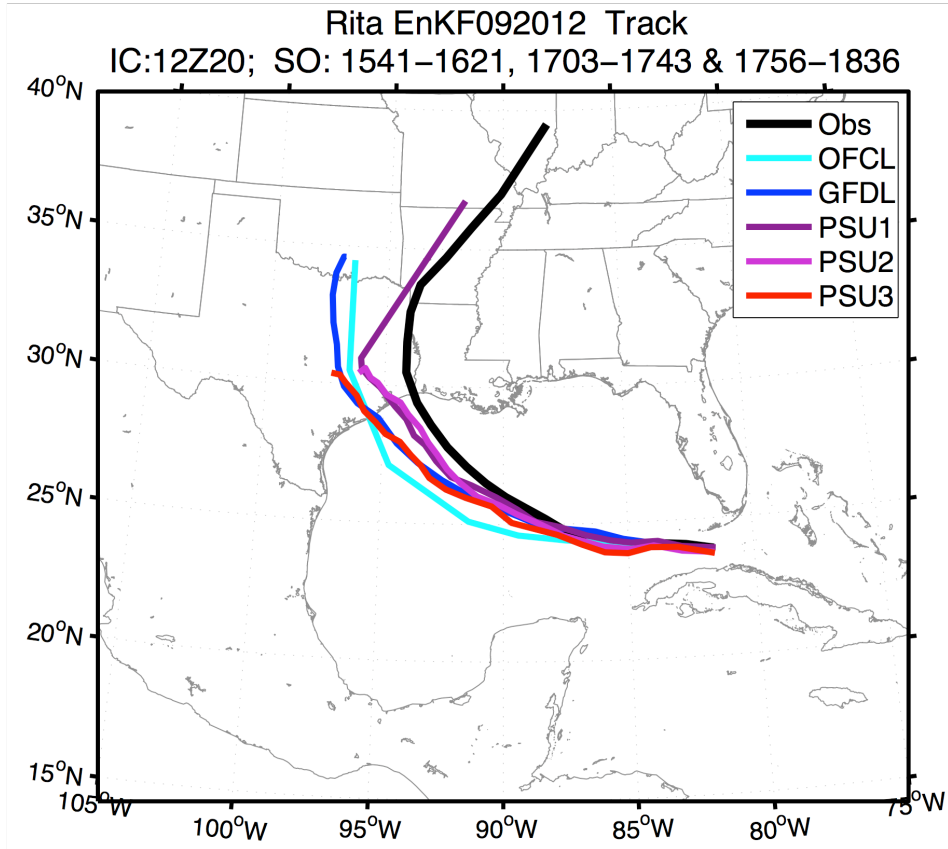 Rita EnKF092012  Track
IC:12Z20;  SO: 1541−1621, 1703−1743 & 1756−1836
40°N
35°N
30°N
25°N
20°N
15°N
105°W
100°W
95°W
90°W
85°W
80°W
75°W
Obs
OFCL
GFDL
PSU1
PSU2
PSU3